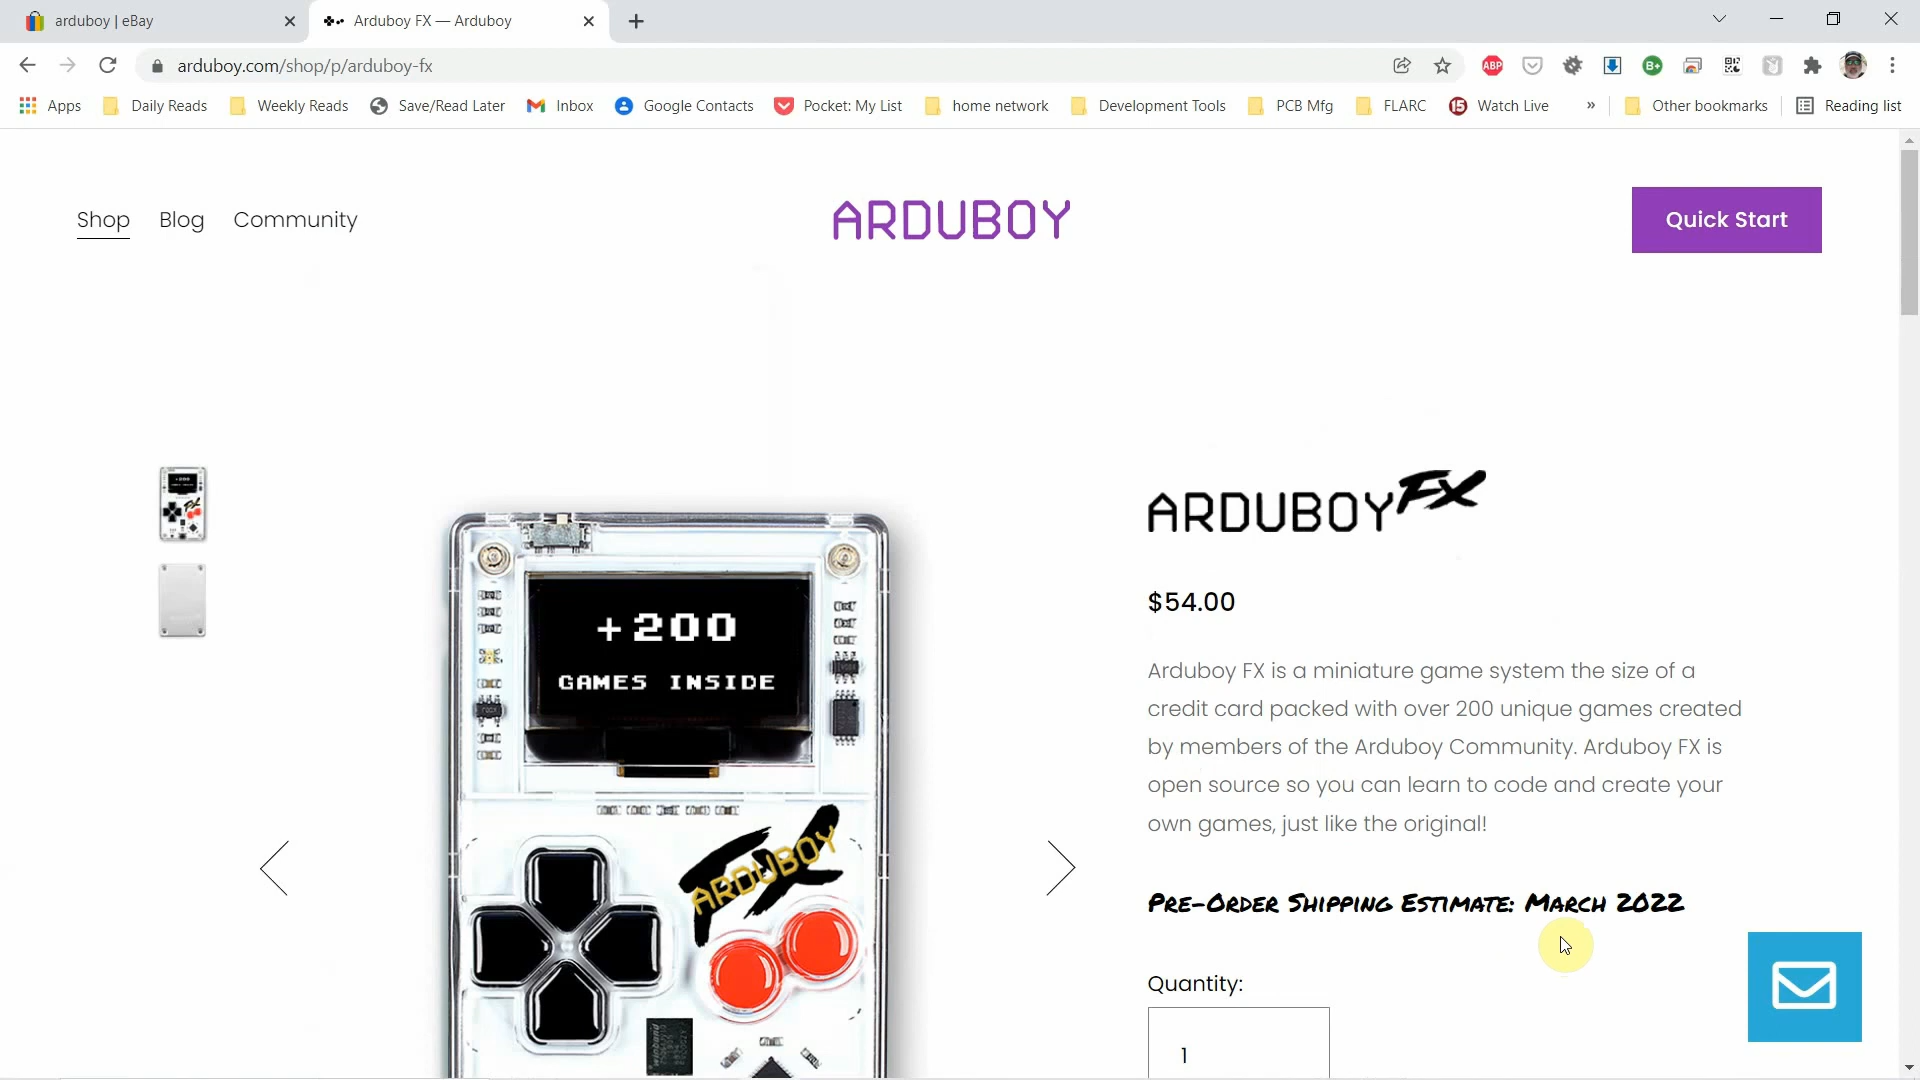 arduboy | eBay
Arduboy FX — Arduboy
arduboy.com/shop/p/arduboy-fx
ABP
B+
Apps
Daily Reads
Weekly Reads
Save/Read Later
Inbox
Google Contacts
Pocket: My List
home network
Development Tools
PCB Mfg
FLARC
15
Watch Live
»
Other bookmarks
Reading list
Shop
Blog
Community
ARDUBOY
Quick Start
ARDUBOY FX
$54.00
+200
GAMES INSIDE
Arduboy FX is a miniature game system the size of a
credit card packed with over 200 unique games created
by members of the Arduboy Community. Arduboy FX is
open source so you can learn to code and create your
own games, just like the original!
ARDUBOY FX
Pre-Order Shipping Estimate: March 2022
Quantity:
1
winbond